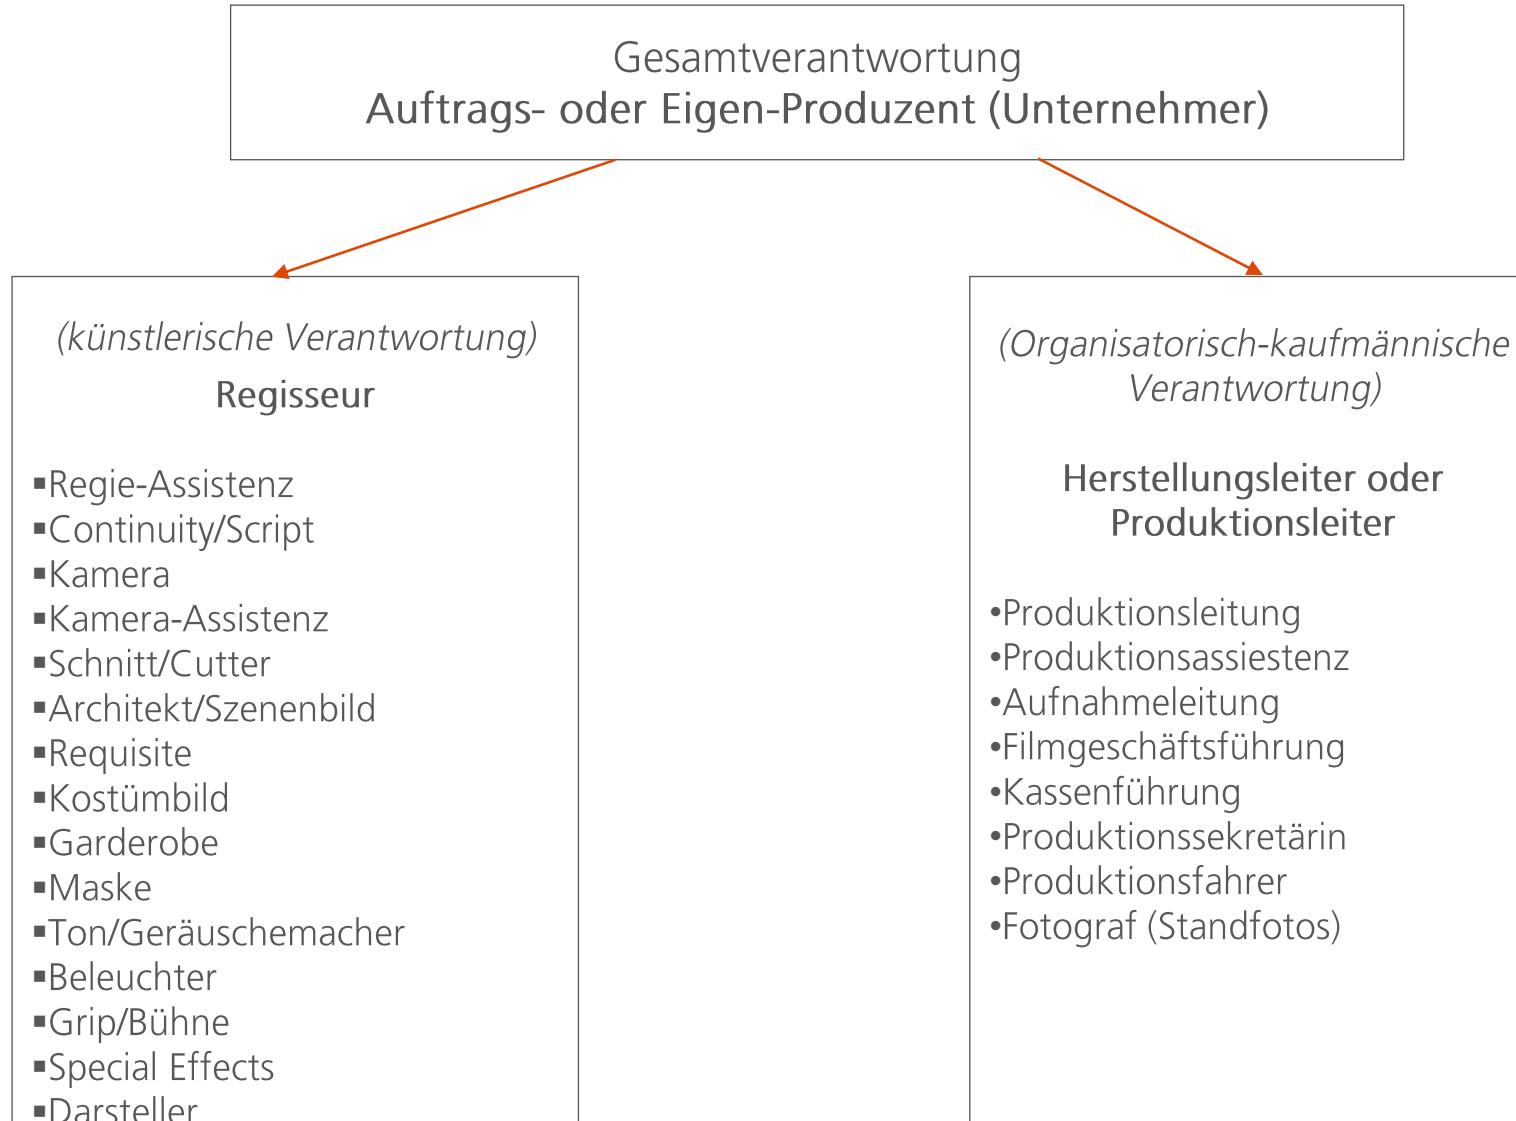 Gesamtverantwortung
Auftrags- oder Eigen-Produzent (Unternehmer)
(künstlerische Verantwortung)
Regisseur
▪Regie-Assistenz
▪Continuity/Script
▪Kamera
▪Kamera-Assistenz
▪Schnitt/Cutter
▪Architekt/Szenenbild
▪Requisite
▪Kostümbild
▪Garderobe
▪Maske
▪Ton/Geräuschemacher
▪Beleuchter
▪Grip/Bühne
▪Special Effects
▪Darsteller
(Organisatorisch-kaufmännische
Verantwortung)
Herstellungsleiter oder
Produktionsleiter
•Produktionsleitung
•Produktionsassiestenz
•Aufnahmeleitung
•Filmgeschäftsführung
•Kassenführung
•Produktionssekretärin
•Produktionsfahrer
•Fotograf (Standfotos)